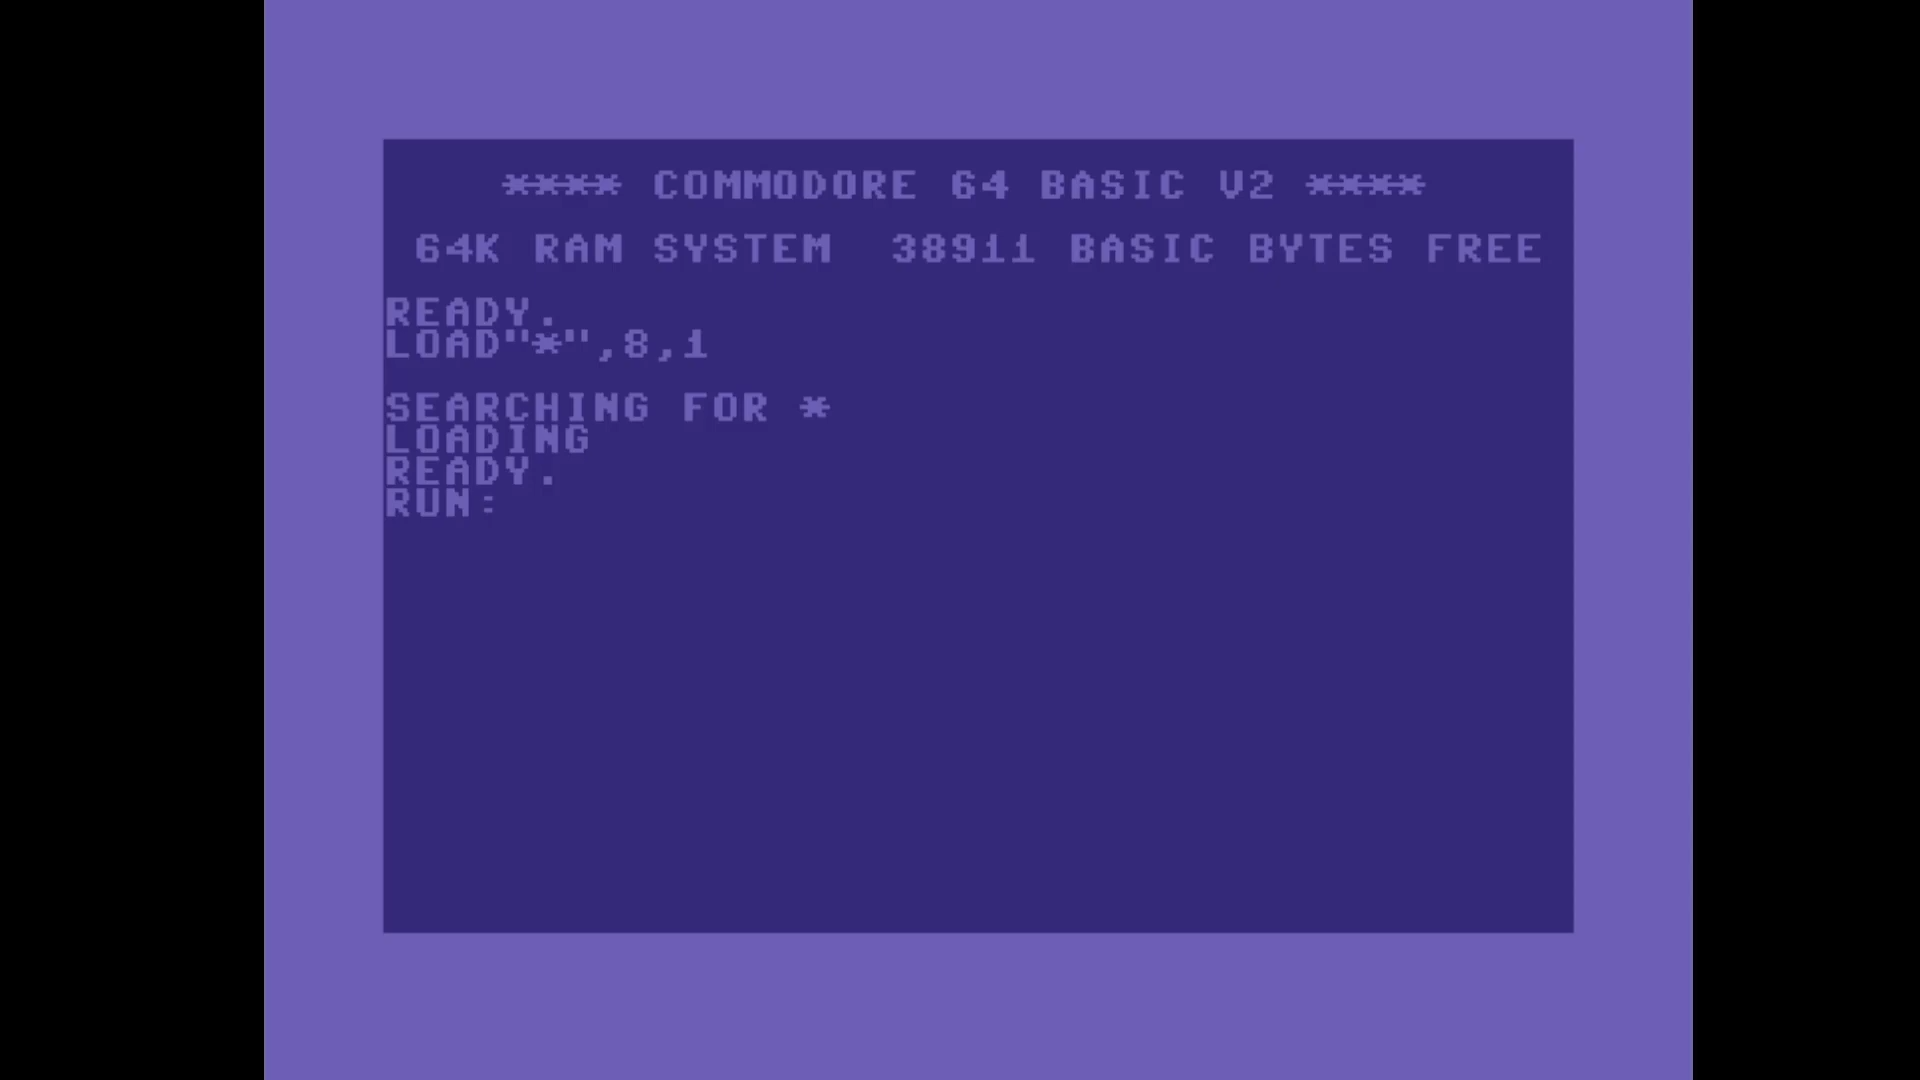 **** COMMODORE 64 BASIC V2 ****
64K RAM SYSTEM  38911 BASIC BYTES FREE
READY.
LOAD"*",8,1
SEARCHING FOR *
LOADING
READY.
RUN: